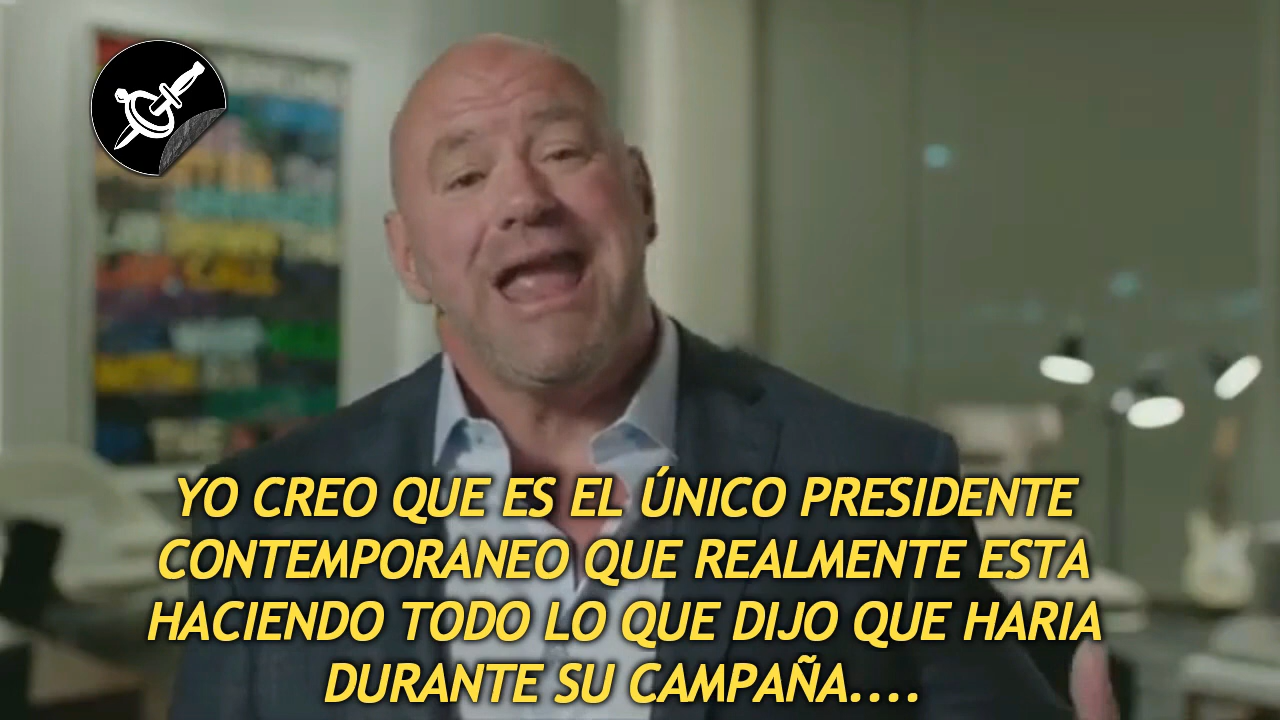 CALL
YO CREO QUE ES EL ÚNICO PRESIDENTE
CONTEMPORANEO QUE REALMENTE ESTA
HACIENDO TODO LO QUE DIJO QUE HARIA
DURANTE SU CAMPAÑA....